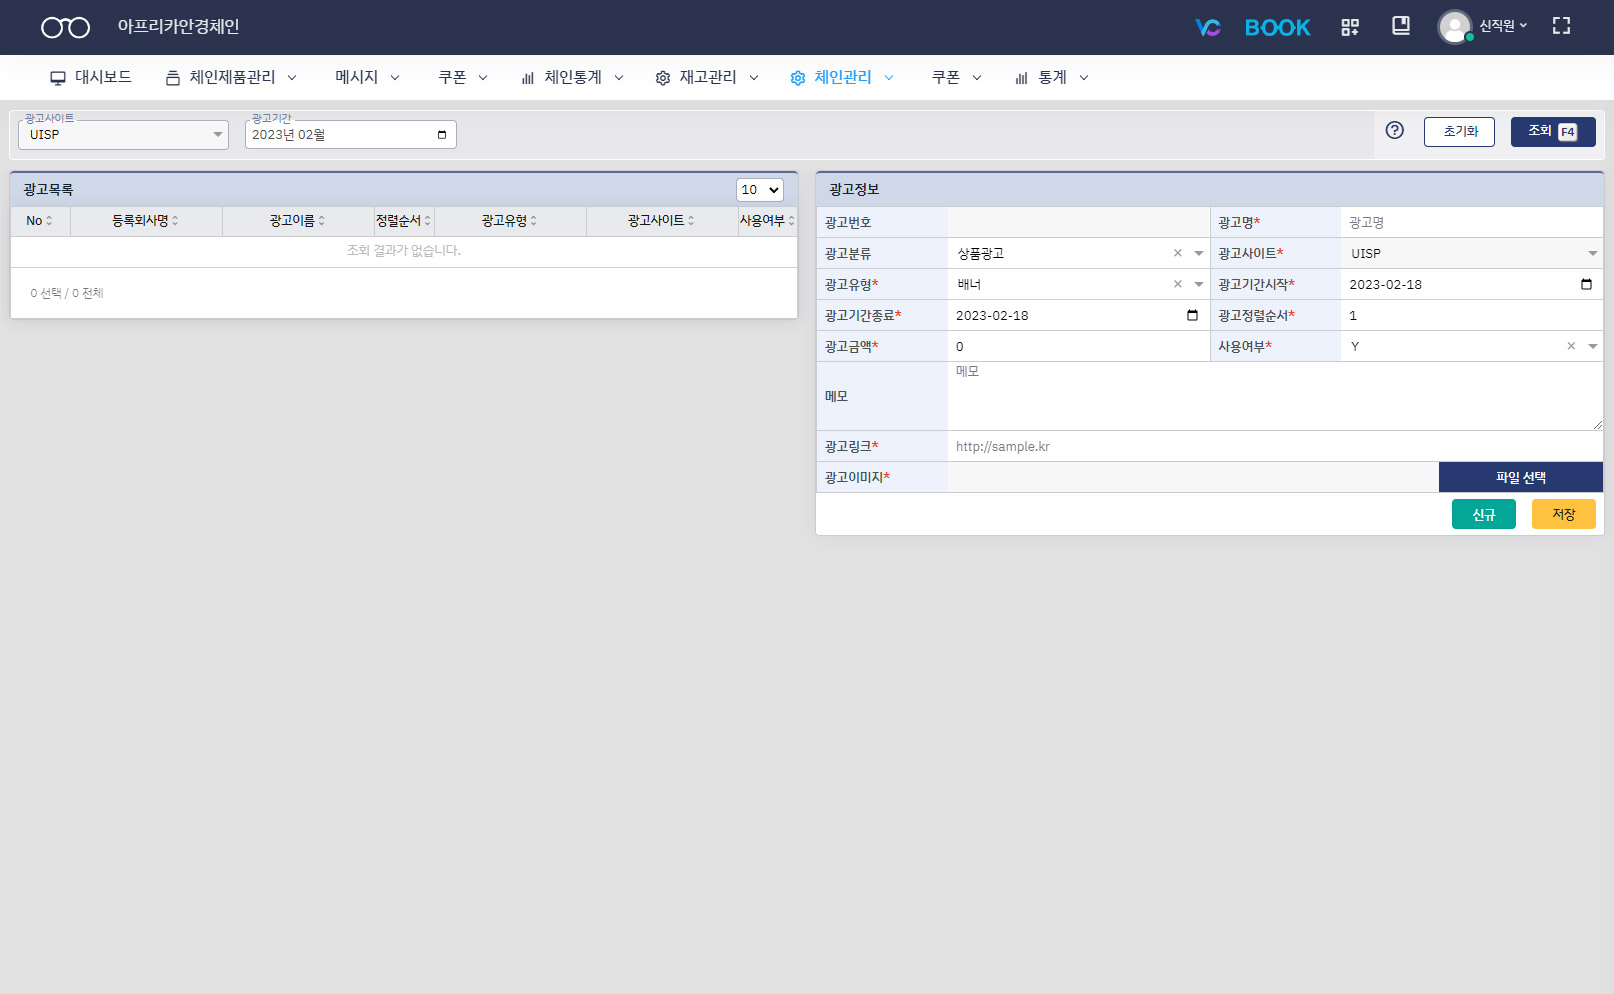 아프리카안경체인
VC BOOK 신직원
대시보드 체인제품관리 메시지 쿠폰 체인통계 재고관리 체인관리 쿠폰 통계
광고사이트 광고기간
UISP 2023년 02월 초기화 조회 F4
광고목록 10
No 등록회사명 광고이름 정렬순서 광고유형 광고사이트 사용여부
조회 결과가 없습니다.
0 선택 / 0 전체
광고정보
광고번호 광고명* 광고명
광고분류 상품광고 × 광고사이트* UISP
광고유형* 배너 × 광고기간시작* 2023-02-18
광고기간종료* 2023-02-18 광고정렬순서* 1
광고금액* 0 사용여부* Y ×
메모 메모
광고링크* http://sample.kr
광고이미지* 파일 선택
신규 저장